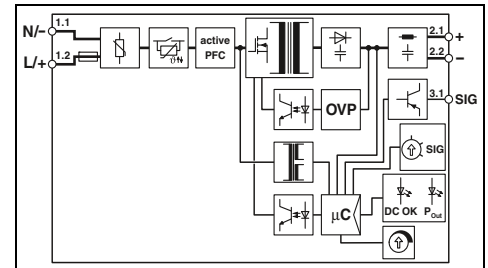 N/− 1.1
L/+ 1.2
active
PFC
2.1 +
2.2 −
OVP
3.1 SIG
SIG
ϑ
µC
DC OK P Out